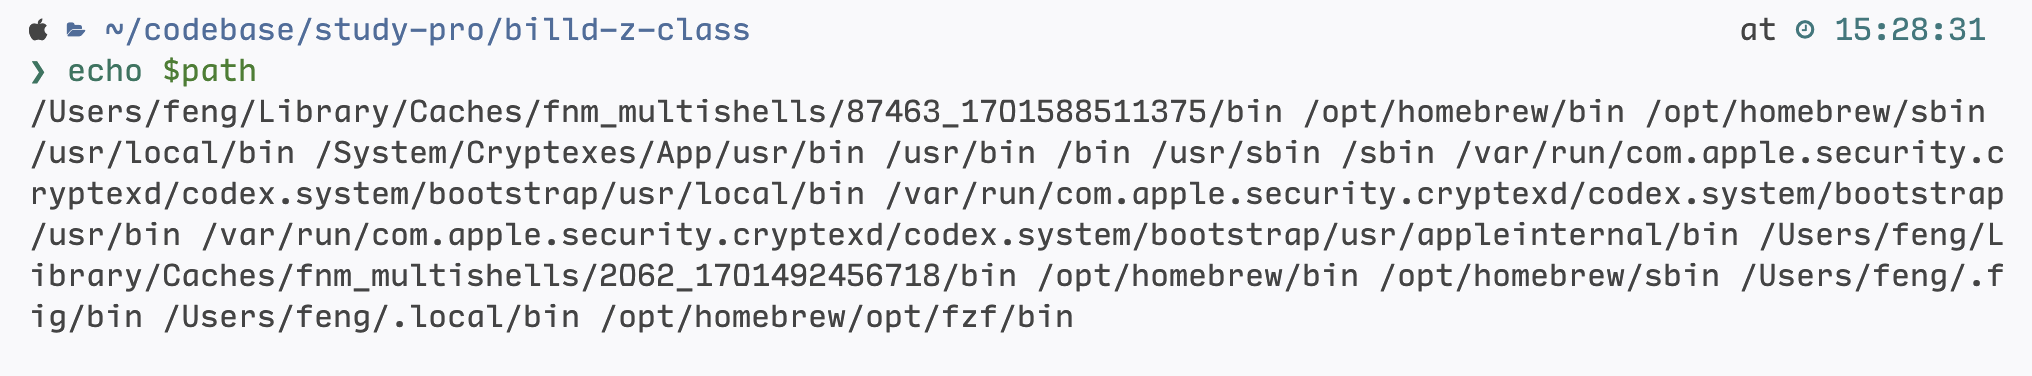 ~/codebase/study-pro/billd-z-class at 15:28:31
❯ echo $path
/Users/feng/Library/Caches/fnm_multishells/87463_1701588511375/bin /opt/homebrew/bin /opt/homebrew/sbin
/usr/local/bin /System/Cryptexes/App/usr/bin /usr/bin /bin /usr/sbin /sbin /var/run/com.apple.security.c
ryptexd/codex.system/bootstrap/usr/local/bin /var/run/com.apple.security.cryptexd/codex.system/bootstrap
/usr/bin /var/run/com.apple.security.cryptexd/codex.system/bootstrap/usr/appleinternal/bin /Users/feng/L
ibrary/Caches/fnm_multishells/2062_1701492456718/bin /opt/homebrew/bin /opt/homebrew/sbin /Users/feng/.f
ig/bin /Users/feng/.local/bin /opt/homebrew/opt/fzf/bin